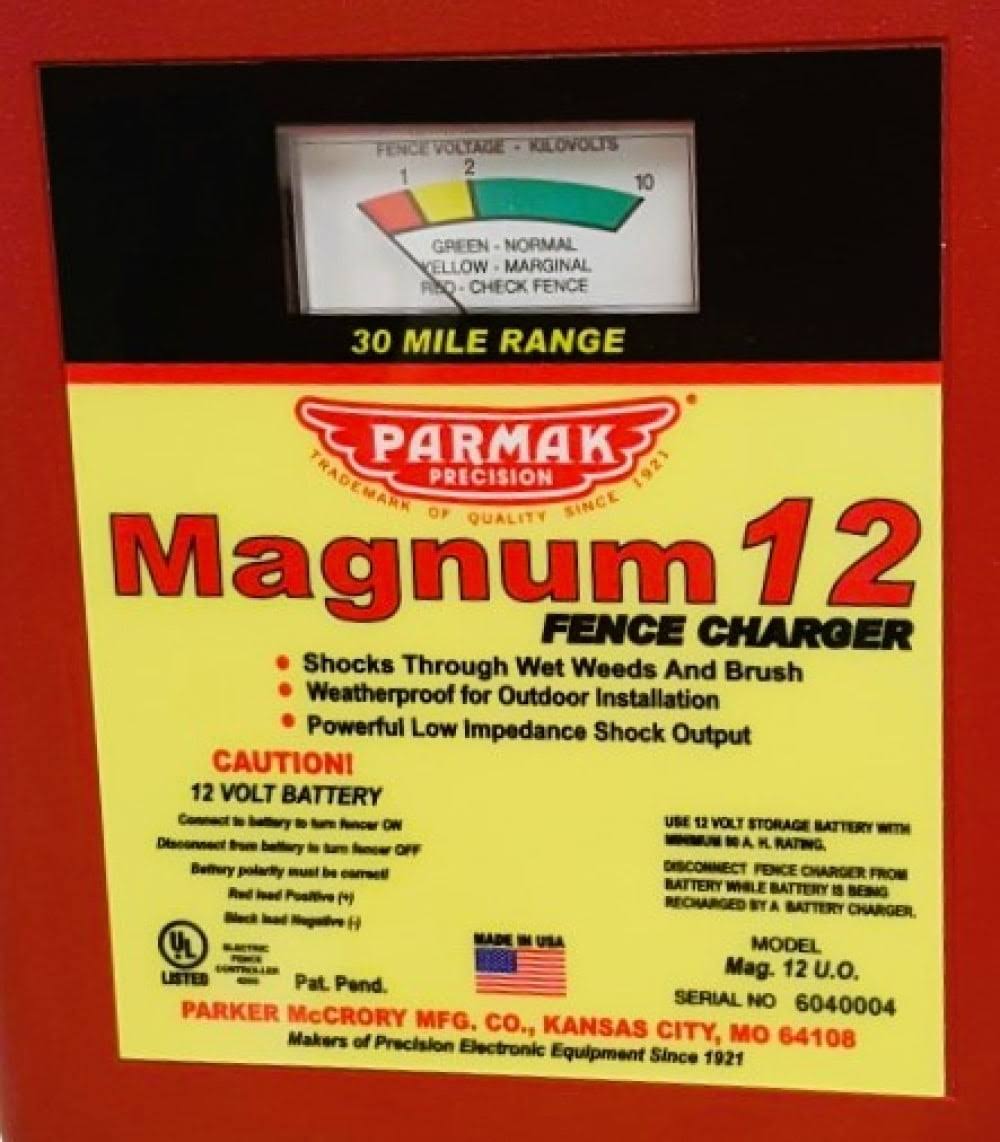 FENCE VOLTAGE - KILOVOLTS
1 2 10
GREEN - NORMAL
YELLOW - MARGINAL
RED - CHECK FENCE
30 MILE RANGE
PARMAK
PRECISION
TRADEMARK OF QUALITY SINCE 1921
Magnum 12
FENCE CHARGER
• Shocks Through Wet Weeds And Brush
• Weatherproof for Outdoor Installation
• Powerful Low Impedance Shock Output
CAUTION!
12 VOLT BATTERY
Connect to battery to turn fencer ON
Disconnect from battery to turn fencer OFF
Battery polarity must be correct!
Red lead Positive (+)
Black lead Negative (-)
USE 12 VOLT STORAGE BATTERY WITH
MINIMUM A. H. RATING.
DISCONNECT FENCE CHARGER FROM
BATTERY WHILE BATTERY IS BEING
RECHARGED BY A BATTERY CHARGER.
UL
LISTED
ELECTRIC
FENCE
CONTROLLER
Pat. Pend.
MADE IN USA
MODEL
Mag. 12 U.O.
SERIAL NO 6040004
PARKER McCRORY MFG. CO., KANSAS CITY, MO 64108
Makers of Precision Electronic Equipment Since 1921